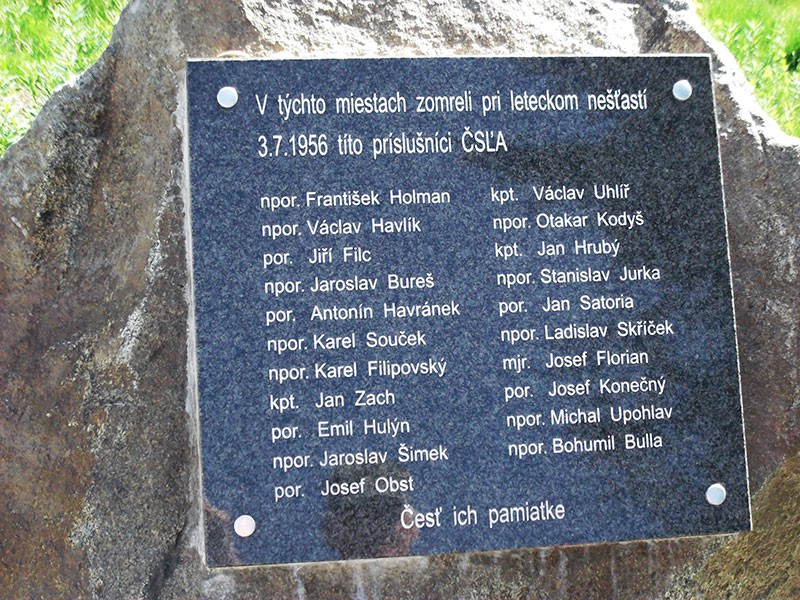 V týchto miestach zomreli pri leteckom nešťastí
3.7.1956 títo príslušníci ČSĽA
npor. František Holman
npor. Václav Havlík
por. Jiří Filc
npor. Jaroslav Bureš
por. Antonín Havránek
npor. Karel Souček
npor. Karel Filipovský
kpt. Jan Zach
por. Emil Hulýn
npor. Jaroslav Šimek
por. Josef Obst
kpt. Václav Uhlíř
npor. Otakar Kodyš
kpt. Jan Hrubý
npor. Stanislav Jurka
por. Jan Satoria
npor. Ladislav Skříček
mjr. Josef Florian
por. Josef Konečný
npor. Michal Upohlav
npor. Bohumil Bulla
Česť ich pamiatke